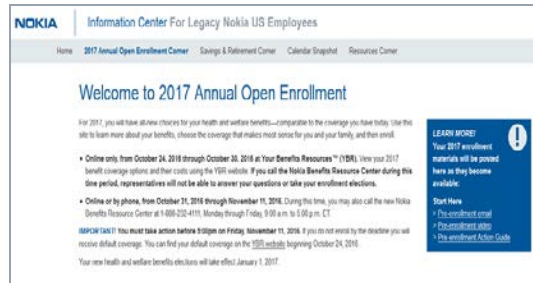 NOKIA
Information Center For Legacy Nokia US Employees
Home 2017 Annual Open Enrollment Corner Savings & Retirement Corner Calendar Snapshot Resources Corner
Welcome to 2017 Annual Open Enrollment
For 2017, you will have all-new choices for your health and welfare benefits—comparable to the coverage you have today. Use this
site to learn more about your benefits, choose the coverage that makes most sense for you and your family, and then enroll.
• Online only, from October 24, 2016 through October 30, 2016 at Your Benefits Resources™ (YBR). View your 2017
benefit coverage options and their costs using the YBR website. If you call the Nokia Benefits Resource Center during this
time period, representatives will not be able to answer your questions or take your enrollment elections.
• Online or by phone, from October 31, 2016 through November 11, 2016. During this time, you may also call the new Nokia
Benefits Resource Center at 1-888-232-4111, Monday through Friday, 9:00 a.m. to 5:00 p.m. ET.
IMPORTANT! You must take action before 5:00pm on Friday, November 11, 2016. If you do not enroll by the deadline you will
receive default coverage. You can find your default coverage on the YBR website beginning October 24, 2016.
Your new health and welfare benefits elections will take effect January 1, 2017.
LEARN MORE!
Your 2017 enrollment
materials will be posted
here as they become
available:
Start Here
> Pre-enrollment email
> Pre-enrollment video
> Pre-enrollment Action Guide